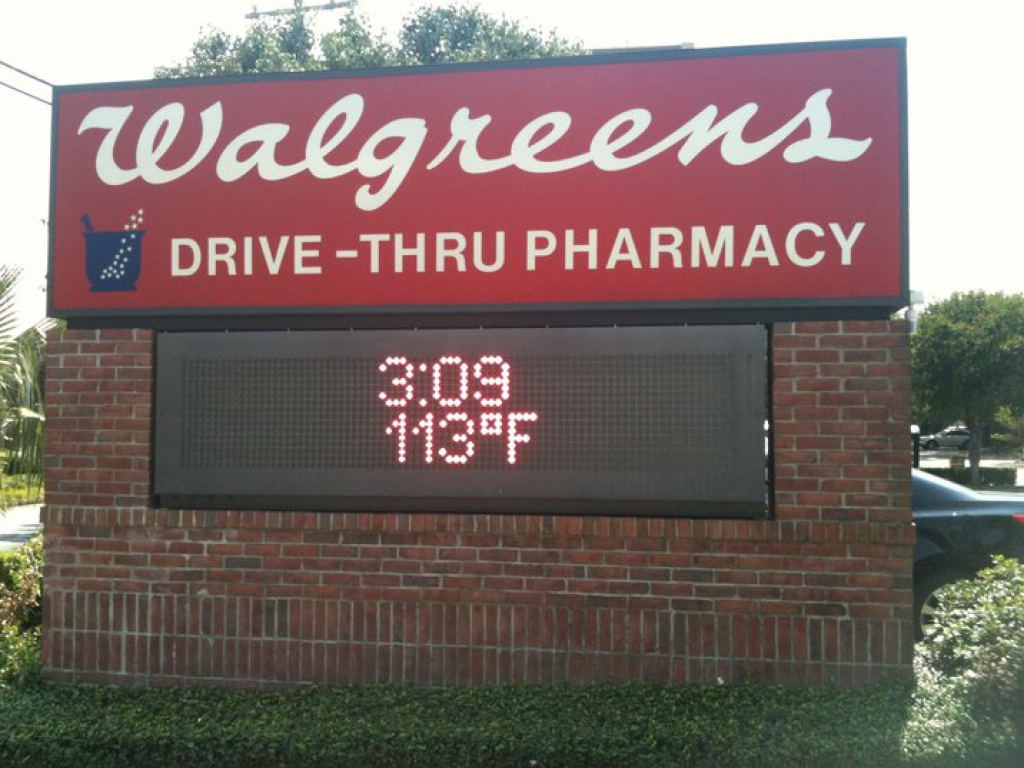 Walgreens
DRIVE-THRU PHARMACY
3:09
113°F